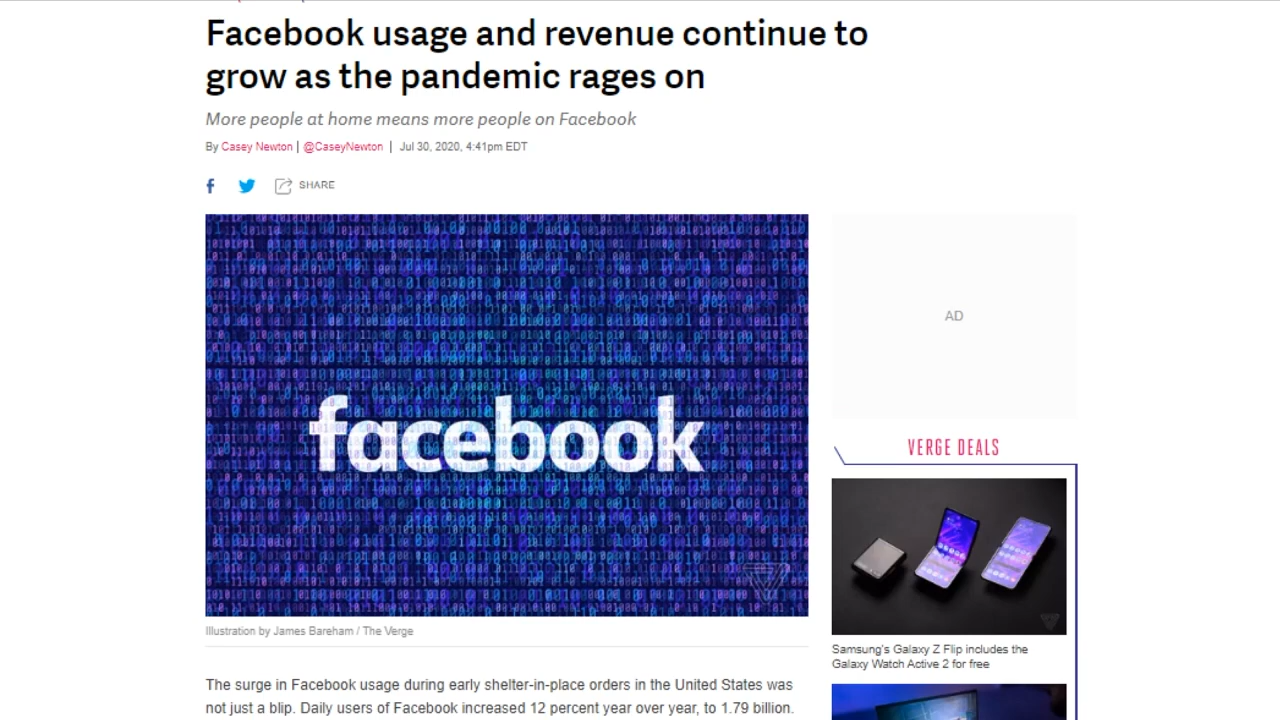 Facebook usage and revenue continue to
grow as the pandemic rages on
More people at home means more people on Facebook
By Casey Newton | @CaseyNewton | Jul 30, 2020, 4:41pm EDT
SHARE
facebook
Illustration by James Bareham / The Verge
The surge in Facebook usage during early shelter-in-place orders in the United States was
not just a blip. Daily users of Facebook increased 12 percent year over year, to 1.79 billion.
AD
VERGE DEALS
Samsung's Galaxy Z Flip includes the
Galaxy Watch Active 2 for free